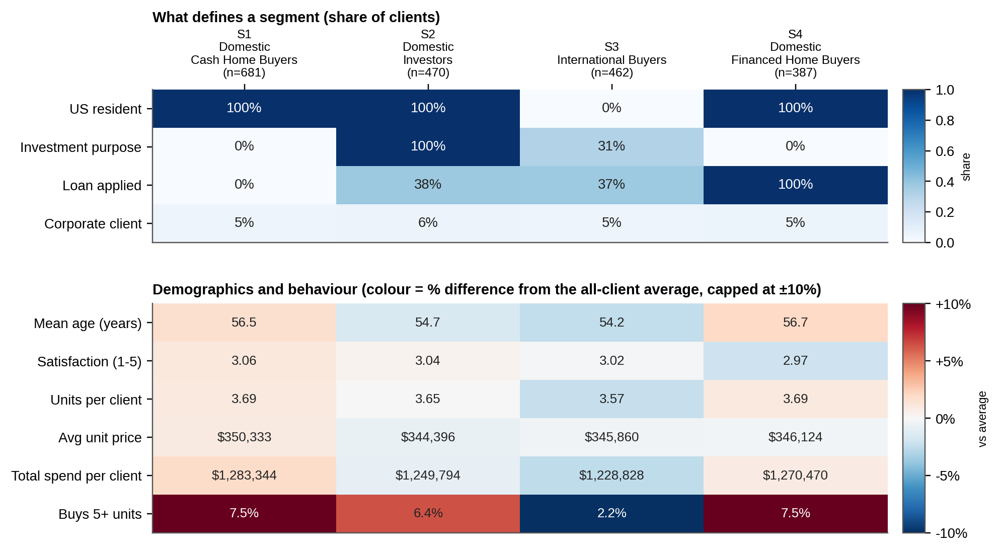 What defines a segment (share of clients)
S1
Domestic
Cash Home Buyers
(n=681)
S2
Domestic
Investors
(n=470)
S3
International Buyers
(n=462)
S4
Domestic
Financed Home Buyers
(n=387)
US resident 100% 100% 0% 100%
Investment purpose 0% 100% 31% 0%
Loan applied 0% 38% 37% 100%
Corporate client 5% 6% 5% 5%
1.0
0.8
0.6
0.4
0.2
0.0
share
Demographics and behaviour (colour = % difference from the all-client average, capped at ±10%)
Mean age (years) 56.5 54.7 54.2 56.7
Satisfaction (1-5) 3.06 3.04 3.02 2.97
Units per client 3.69 3.65 3.57 3.69
Avg unit price $350,333 $344,396 $345,860 $346,124
Total spend per client $1,283,344 $1,249,794 $1,228,828 $1,270,470
Buys 5+ units 7.5% 6.4% 2.2% 7.5%
+10%
+5%
0%
-5%
-10%
vs average